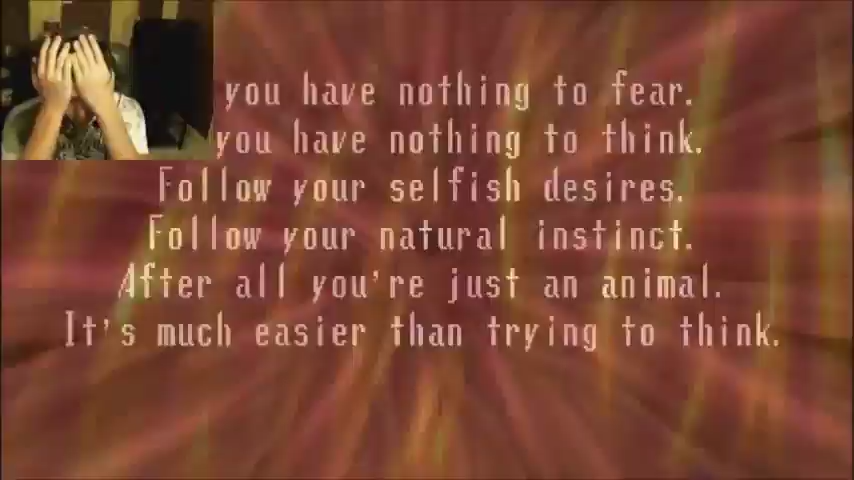 you have nothing to fear.
you have nothing to think.
Follow your selfish desires.
Follow your natural instinct.
After all you're just an animal.
It's much easier than trying to think.